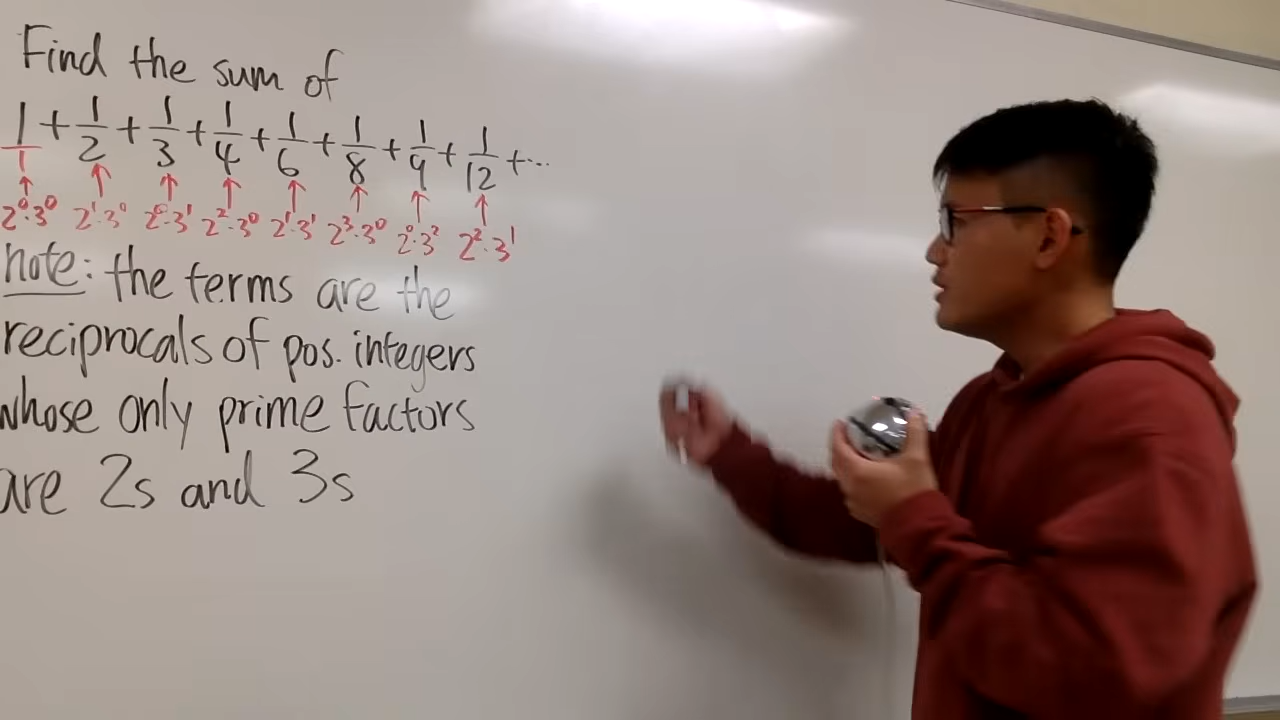 Find the sum of
1/1 + 1/2 + 1/3 + 1/4 + 1/6 + 1/8 + 1/9 + 1/12 + ...
↑ ↑ ↑ ↑ ↑ ↑ ↑ ↑
2⁰·3⁰ 2¹·3⁰ 2⁰·3¹ 2²·3⁰ 2¹·3¹ 2³·3⁰ 2⁰·3² 2²·3¹
note: the terms are the
reciprocals of pos. integers
whose only prime factors
are 2s and 3s